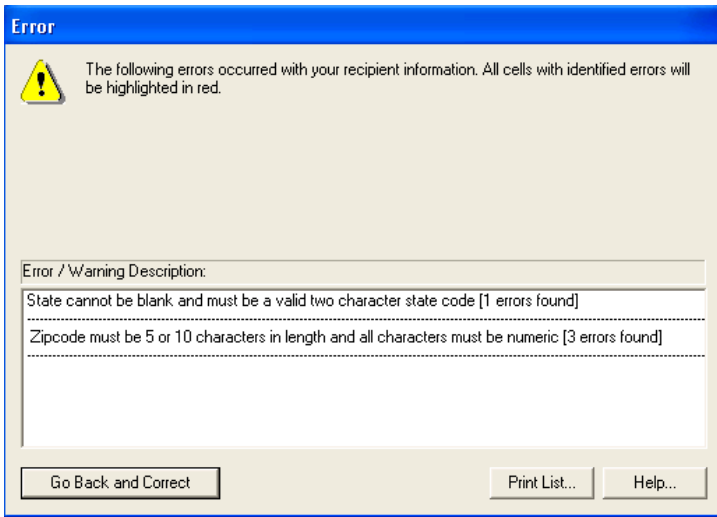 Error
The following errors occurred with your recipient information. All cells with identified errors will
be highlighted in red.
Error / Warning Description:
State cannot be blank and must be a valid two character state code [1 errors found]
Zipcode must be 5 or 10 characters in length and all characters must be numeric [3 errors found]
Go Back and Correct
Print List...
Help...